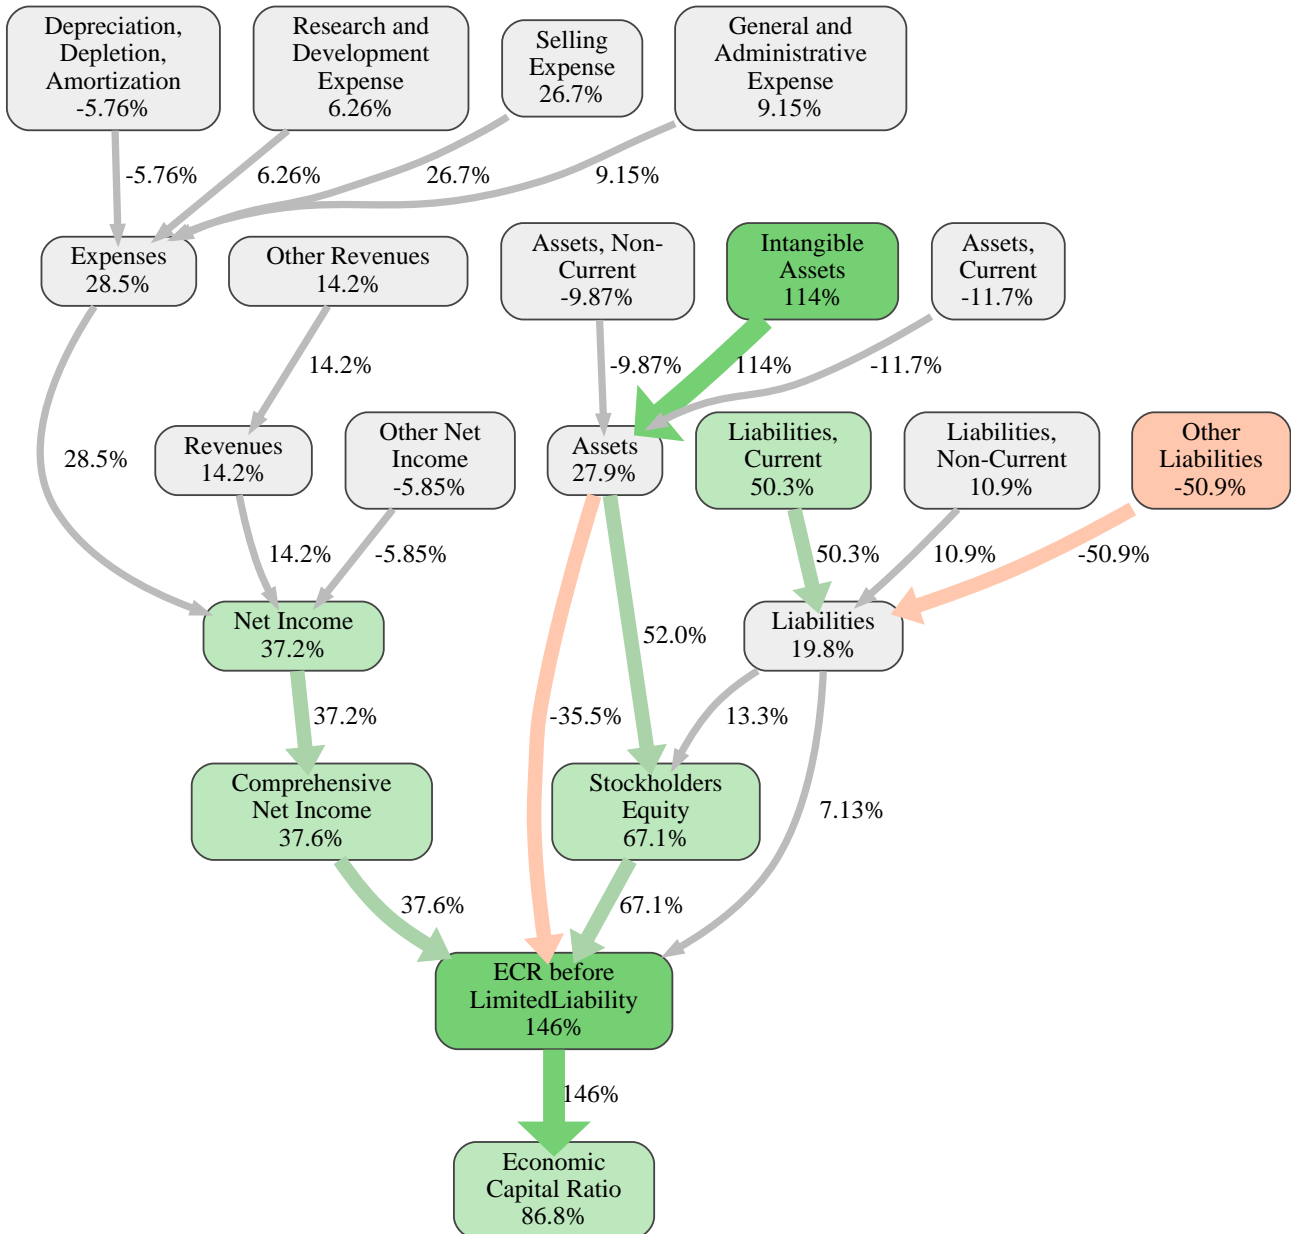 Depreciation,
Depletion,
Amortization
-5.76%
Research and
Development
Expense
6.26%
Selling
Expense
26.7%
General and
Administrative
Expense
9.15%
-5.76%
6.26%
26.7%
9.15%
Expenses
28.5%
Other Revenues
14.2%
Assets, Non-
Current
-9.87%
Intangible
Assets
114%
Assets,
Current
-11.7%
14.2%
-9.87%
114%
-11.7%
28.5%
Revenues
14.2%
Other Net
Income
-5.85%
Assets
27.9%
Liabilities,
Current
50.3%
Liabilities,
Non-Current
10.9%
Other
Liabilities
-50.9%
14.2%
-5.85%
50.3%
10.9%
-50.9%
Net Income
37.2%
52.0%
Liabilities
19.8%
37.2%
-35.5%
13.3%
Comprehensive
Net Income
37.6%
Stockholders
Equity
67.1%
7.13%
37.6%
67.1%
ECR before
LimitedLiability
146%
146%
Economic
Capital Ratio
86.8%